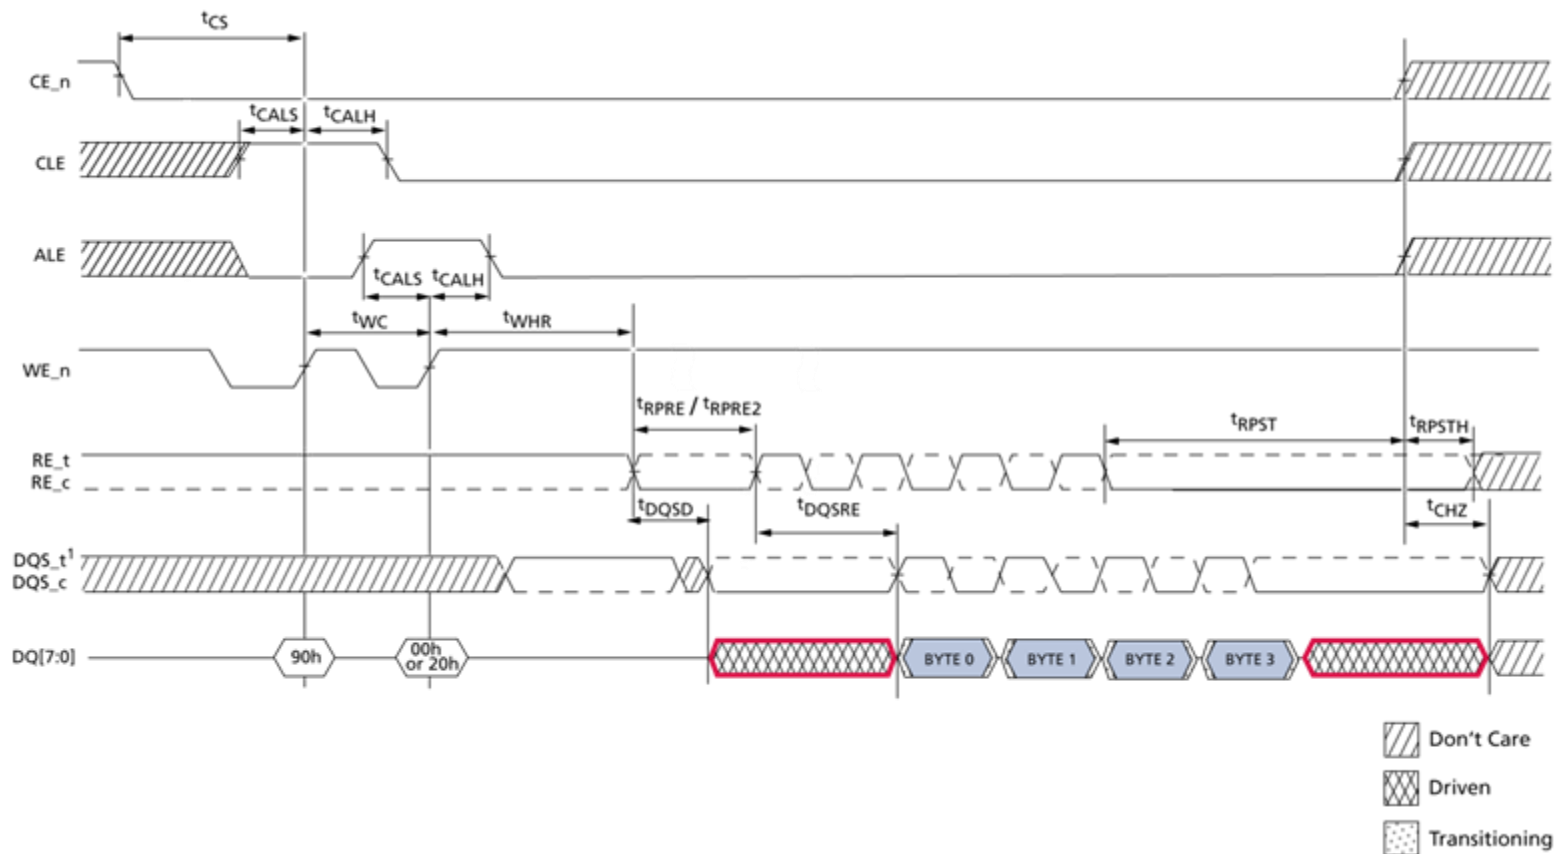 tCS
CE_n
tCALS tCALH
CLE
ALE
tCALS tCALH
tWC tWHR
WE_n
tRPRE / tRPRE2
tRPST tRPSTH
RE_t
RE_c
tDQSD tDQSRE tCHZ
DQS_t1
DQS_c
DQ[7:0] 90h 00h or 20h BYTE 0 BYTE 1 BYTE 2 BYTE 3
Don't Care
Driven
Transitioning